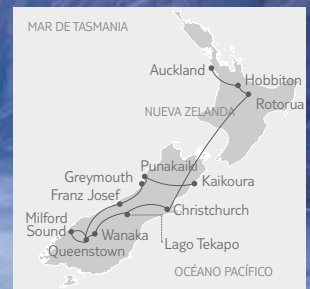 MAR DE TASMANIA
Auckland
Hobbiton
Rotorua
NUEVA ZELANDA
Punakaiki
Greymouth
Kaikoura
Franz Josef
Milford
Sound
Christchurch
Wanaka
Queenstown
Lago Tekapo
OCÉANO PACÍFICO